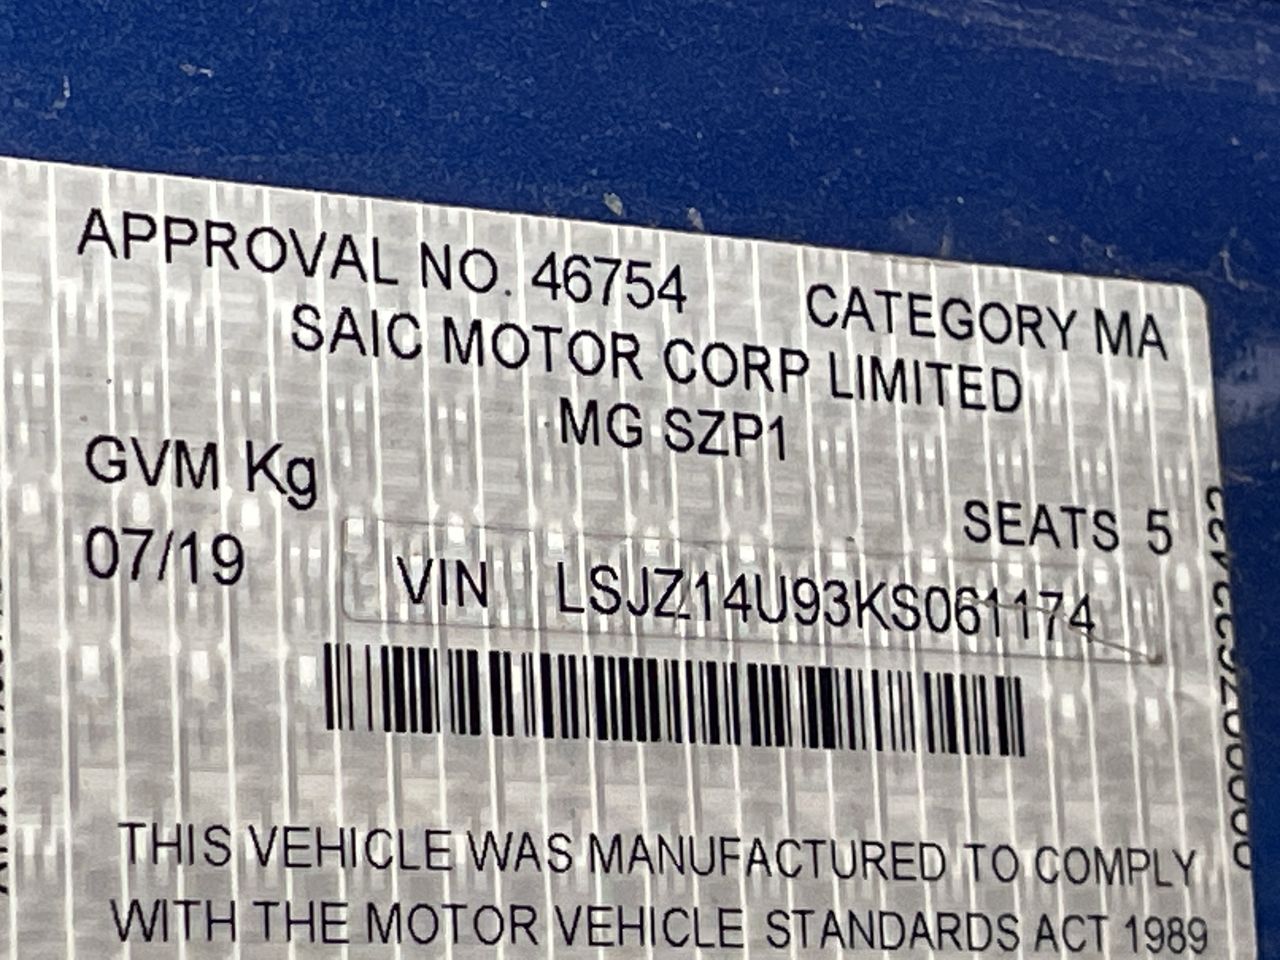 APPROVAL NO. 46754 CATEGORY MA
SAIC MOTOR CORP LIMITED
MG SZP1
GVM Kg
SEATS 5
07/19 VIN LSJZ14U93KS061174
THIS VEHICLE WAS MANUFACTURED TO COMPLY
WITH THE MOTOR VEHICLE STANDARDS ACT 1989